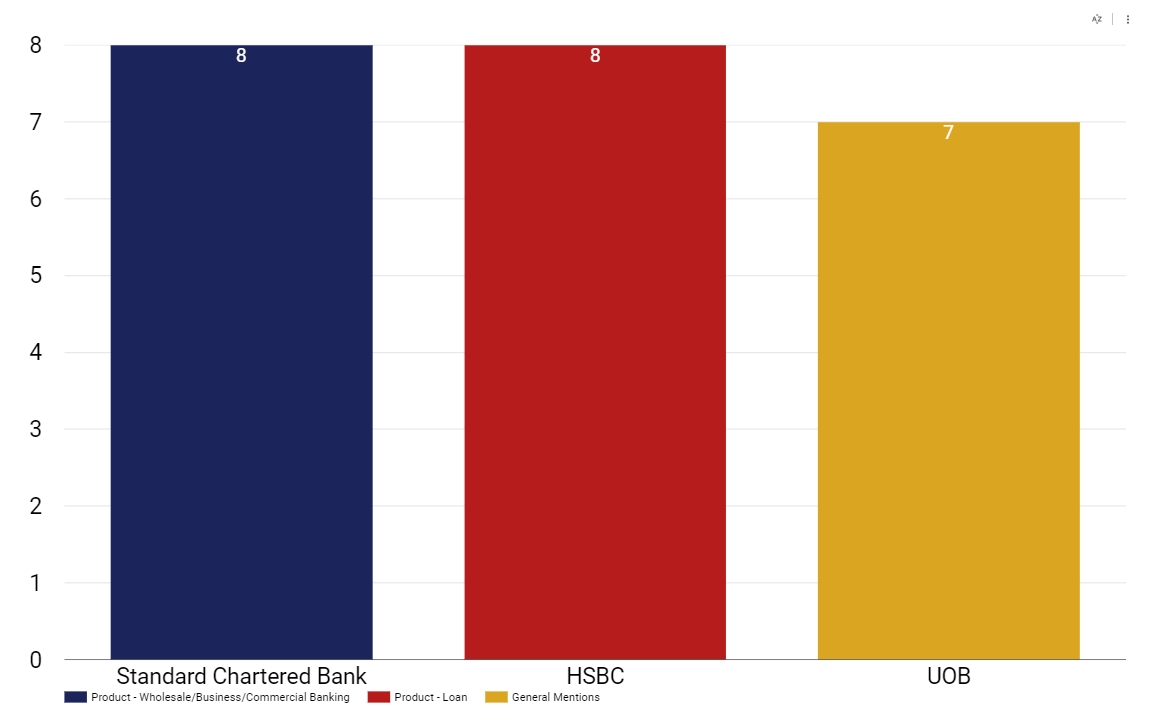 8
7
6
5
4
3
2
1
0
8
8
7
Standard Chartered Bank
HSBC
UOB
Product - Wholesale/Business/Commercial Banking
Product - Loan
General Mentions